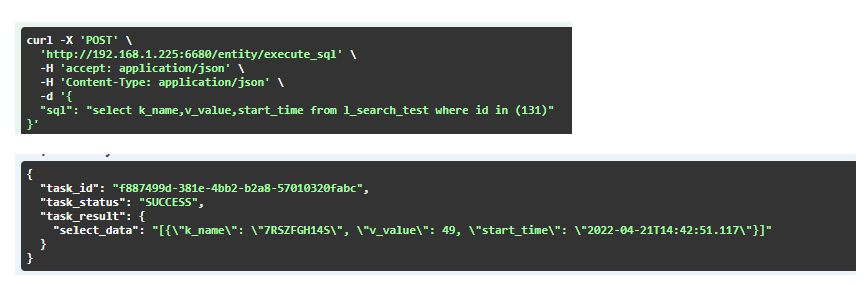 curl -X 'POST' \
'http://192.168.1.225:6680/entity/execute_sql' \
-H 'accept: application/json' \
-H 'Content-Type: application/json' \
-d '{
"sql": "select k_name,v_value,start_time from l_search_test where id in (131)"
}'
{
"task_id": "f887499d-381e-4bb2-b2a8-57010320fabc",
"task_status": "SUCCESS",
"task_result": {
"select_data": "[{\"k_name\": \"7RSZFGH14S\", \"v_value\": 49, \"start_time\": \"2022-04-21T14:42:51.117\"}]"
}
}